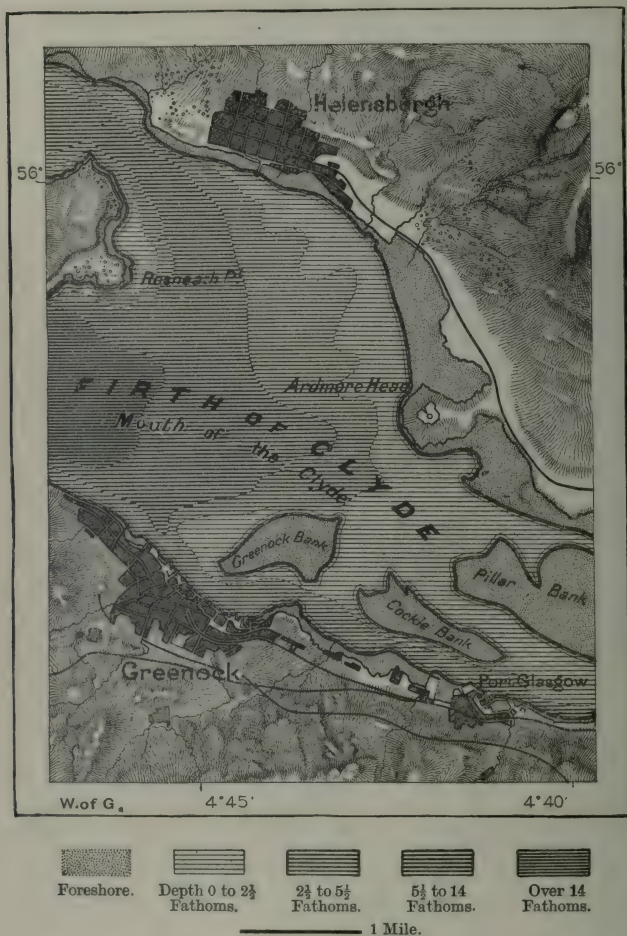 Helensburgh
56°
56°
Rosneath Pt
Ardmore Head
FIRTH OF CLYDE
Mouth of the Clyde
Greenock Bank
Pillar Bank
Cockle Bank
Greenock
Port Glasgow
W. of G.
4°45'
4°40'
Foreshore.
Depth 0 to 2½ Fathoms.
2½ to 5½ Fathoms.
5½ to 14 Fathoms.
Over 14 Fathoms.
1 Mile.